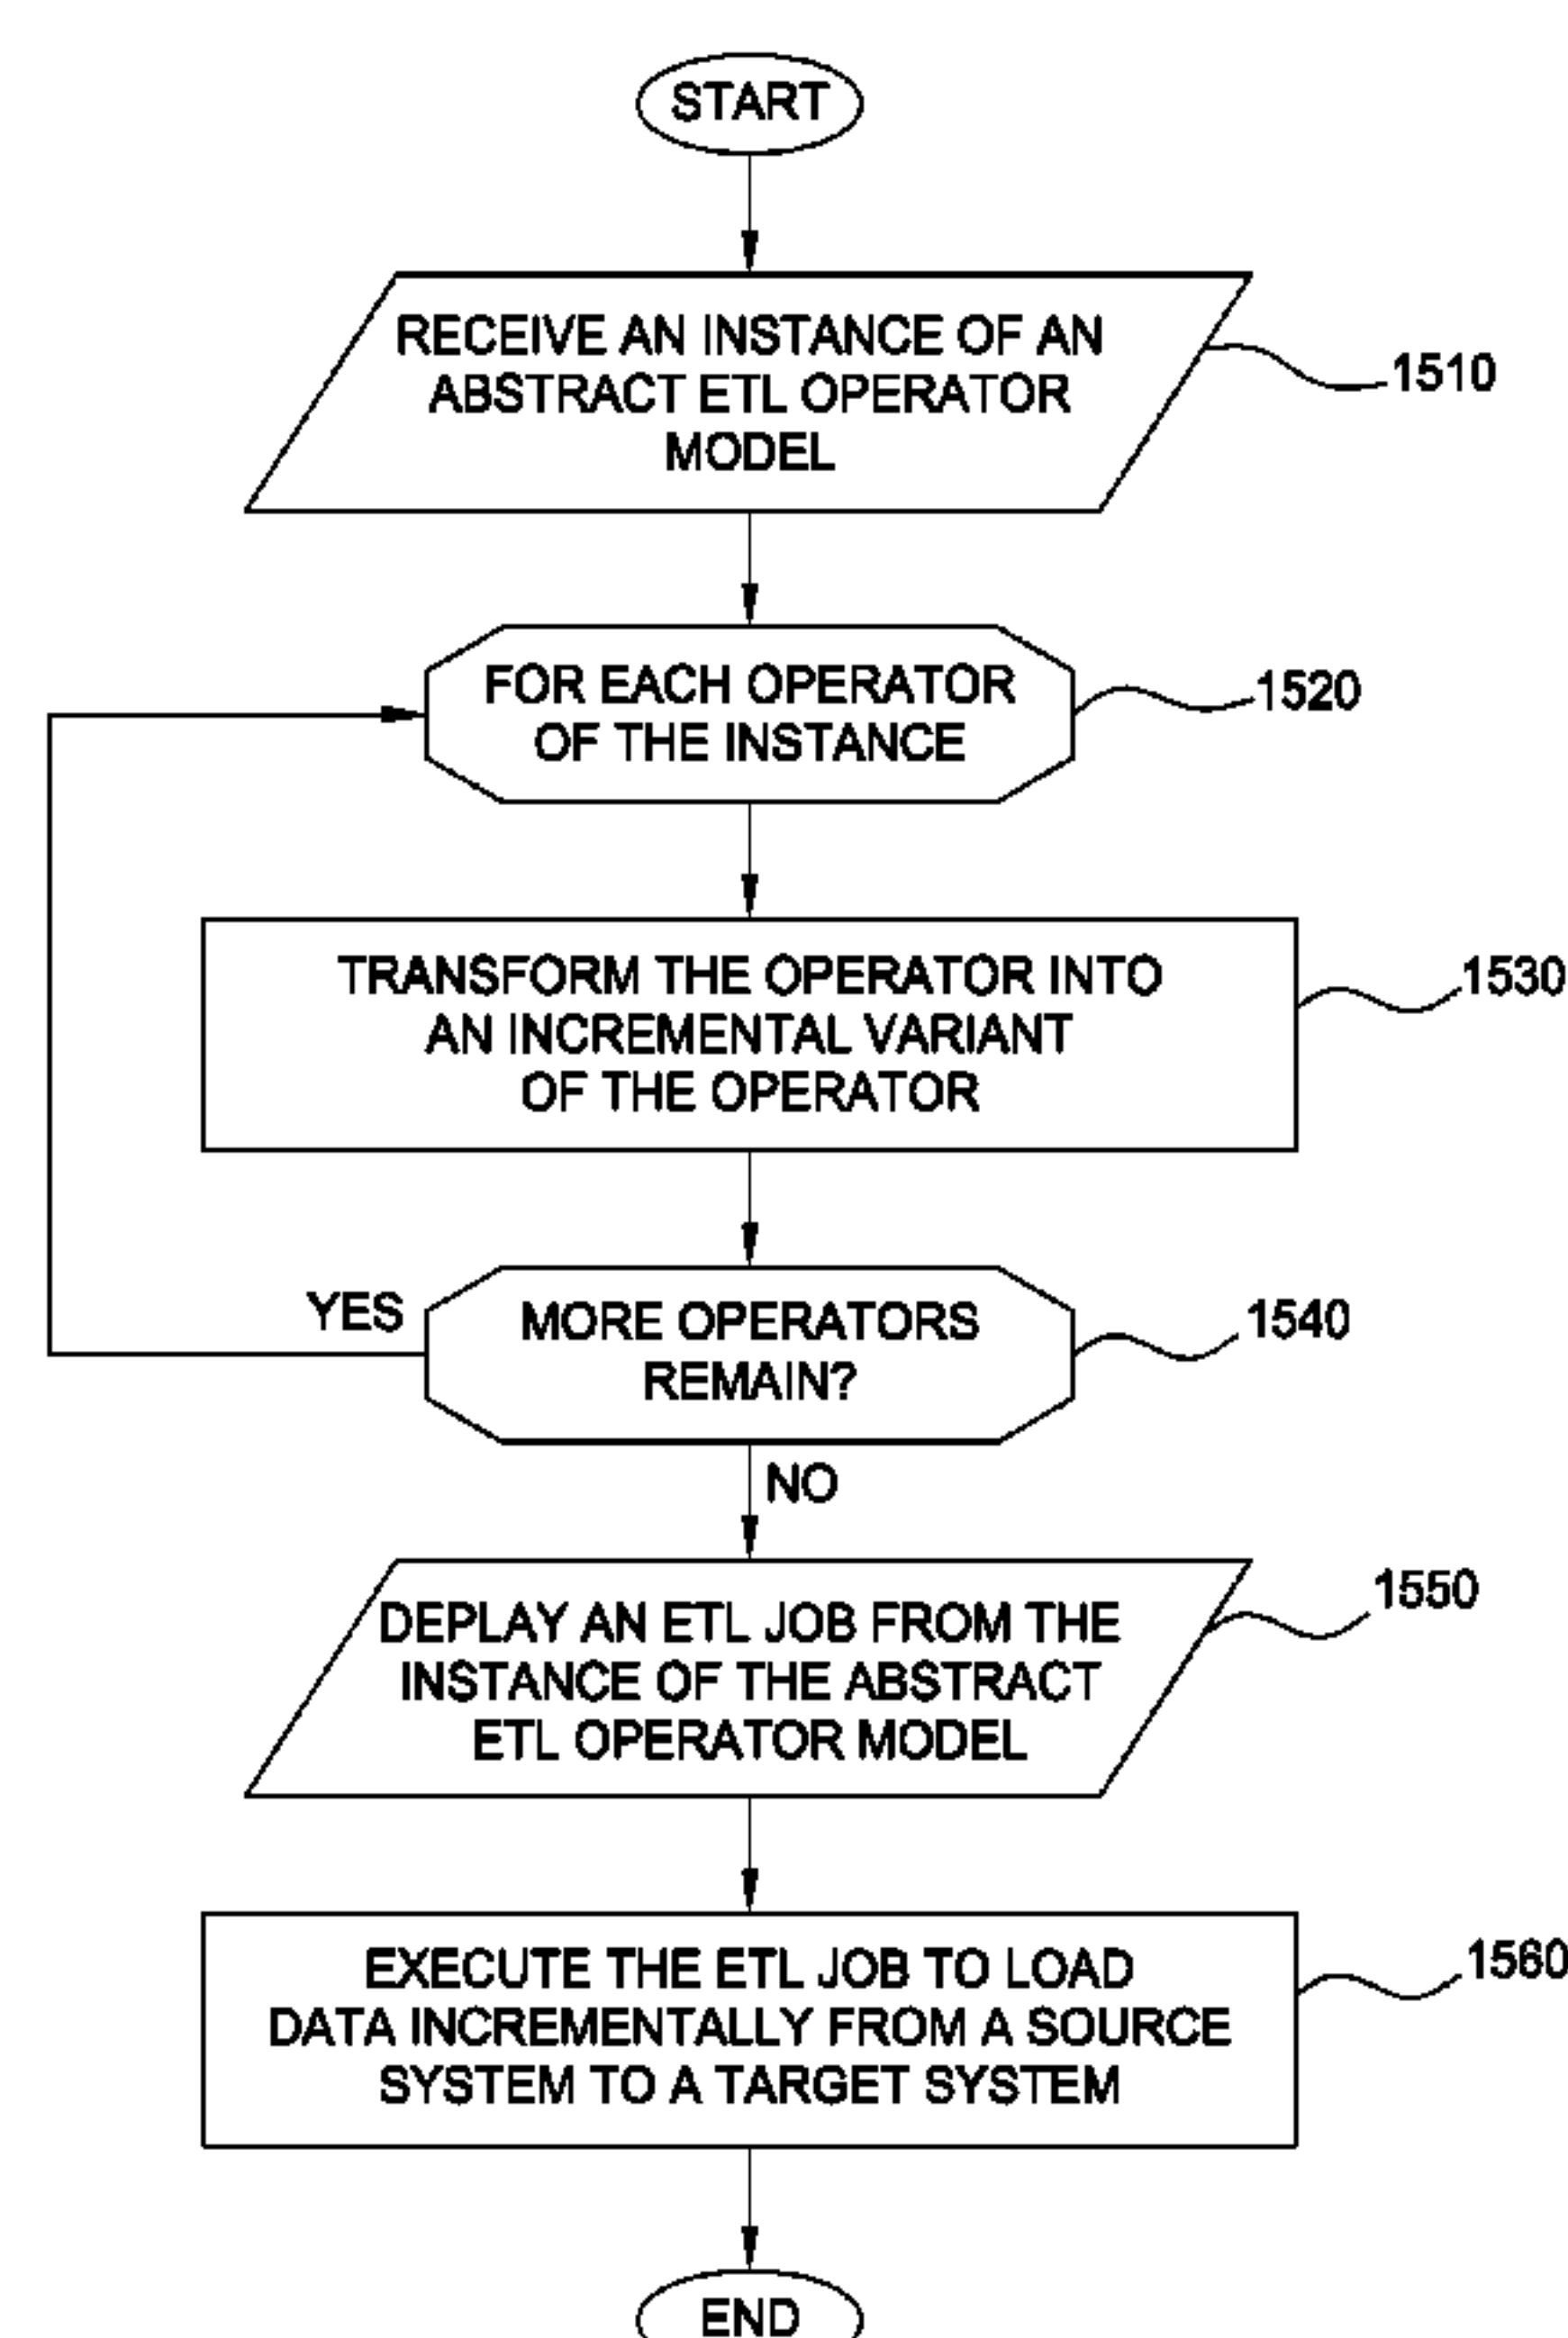 START
RECEIVE AN INSTANCE OF AN
ABSTRACT ETL OPERATOR
MODEL
1510
FOR EACH OPERATOR
OF THE INSTANCE
1520
TRANSFORM THE OPERATOR INTO
AN INCREMENTAL VARIANT
OF THE OPERATOR
1530
YES
MORE OPERATORS
REMAIN?
1540
NO
DEPLAY AN ETL JOB FROM THE
INSTANCE OF THE ABSTRACT
ETL OPERATOR MODEL
1550
EXECUTE THE ETL JOB TO LOAD
DATA INCREMENTALLY FROM A SOURCE
SYSTEM TO A TARGET SYSTEM
1560
END